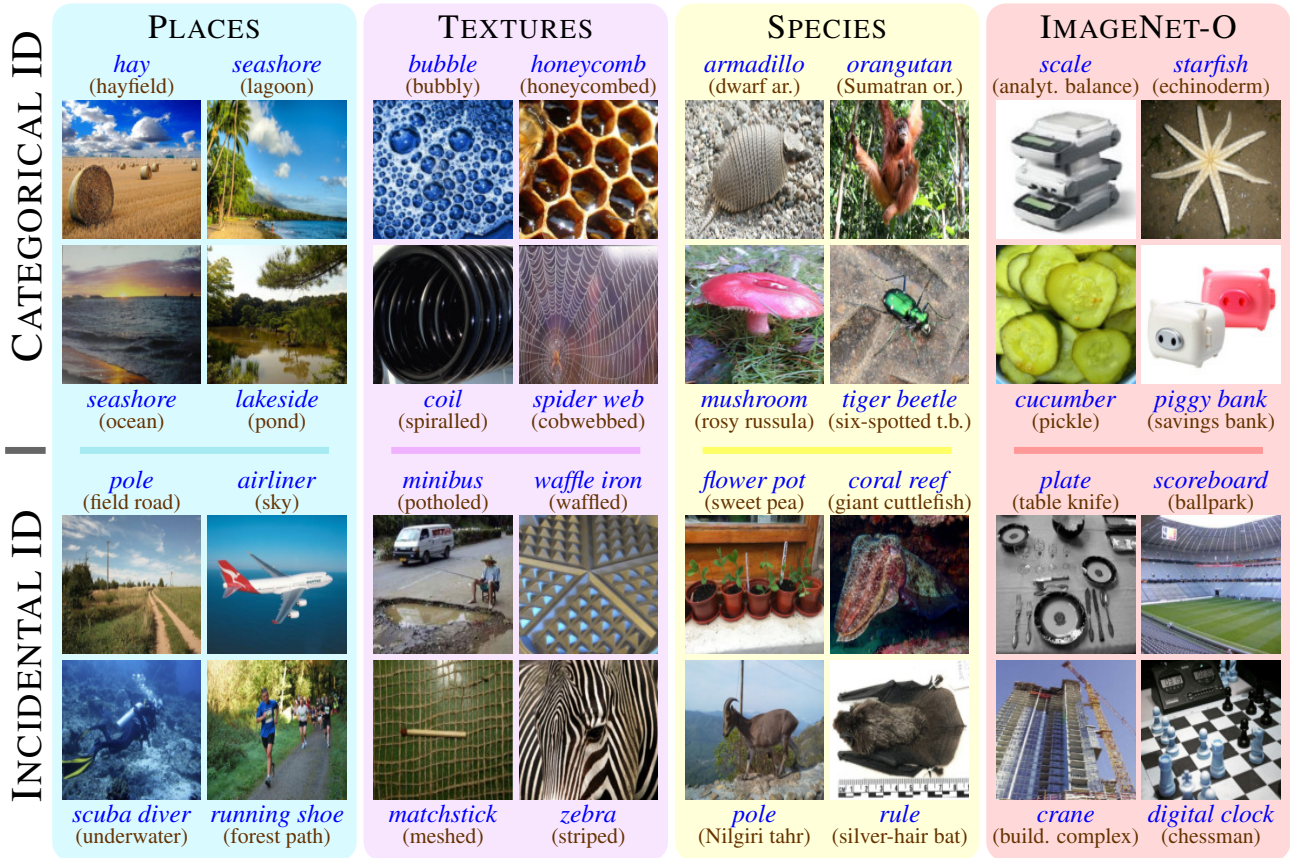 PLACES
TEXTURES
SPECIES
IMAGENET-O
CATEGORICAL ID
hay
(hayfield)
seashore
(lagoon)
bubble
(bubbly)
honeycomb
(honeycombed)
armadillo
(dwarf ar.)
orangutan
(Sumatran or.)
scale
(analyt. balance)
starfish
(echinoderm)
seashore
(ocean)
lakeside
(pond)
coil
(spiralled)
spider web
(cobwebbed)
mushroom
(rosy russula)
tiger beetle
(six-spotted t.b.)
cucumber
(pickle)
piggy bank
(savings bank)
INCIDENTAL ID
pole
(field road)
airliner
(sky)
minibus
(potholed)
waffle iron
(waffled)
flower pot
(sweet pea)
coral reef
(giant cuttlefish)
plate
(table knife)
scoreboard
(ballpark)
scuba diver
(underwater)
running shoe
(forest path)
matchstick
(meshed)
zebra
(striped)
pole
(Nilgiri tahr)
rule
(silver-hair bat)
crane
(build. complex)
digital clock
(chessman)